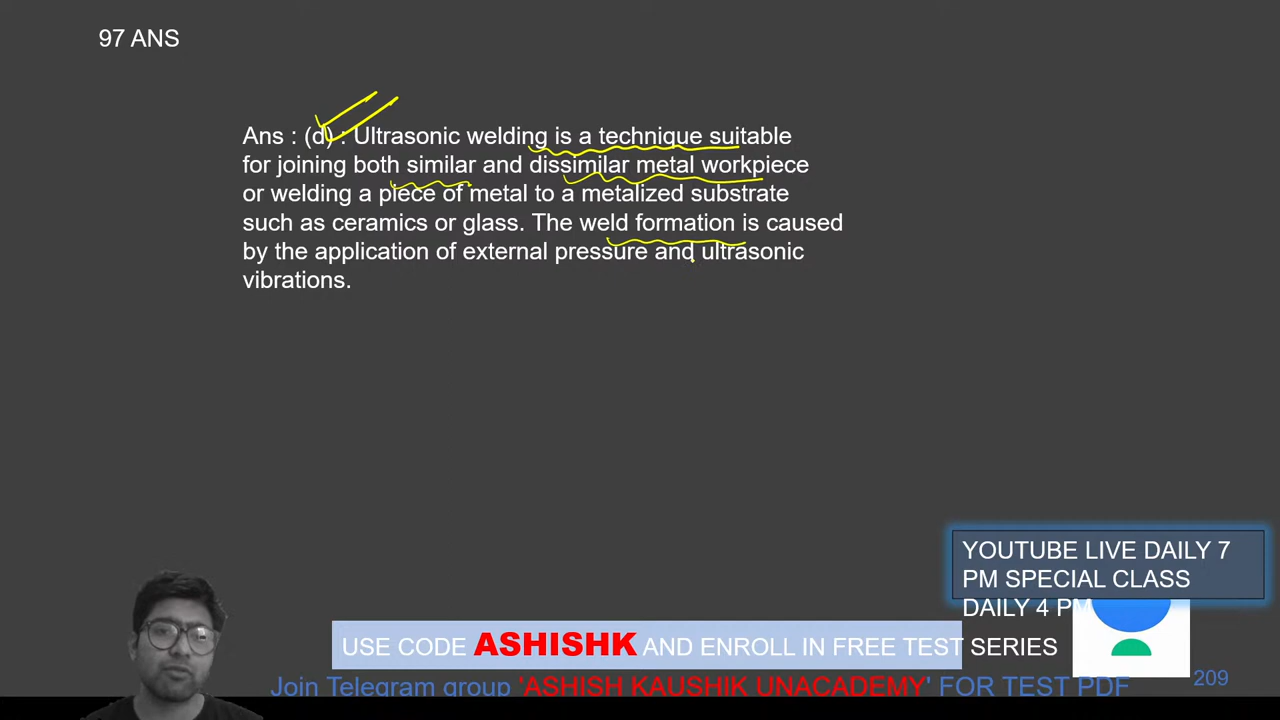 97 ANS
Ans : (d) : Ultrasonic welding is a technique suitable
for joining both similar and dissimilar metal workpiece
or welding a piece of metal to a metalized substrate
such as ceramics or glass. The weld formation is caused
by the application of external pressure and ultrasonic
vibrations.
YOUTUBE LIVE DAILY 7
PM SPECIAL CLASS
DAILY 4 PM
USE CODE ASHISHK AND ENROLL IN FREE TEST SERIES
Join Telegram group 'ASHISH KAUSHIK UNACADEMY' FOR TEST PDF
209